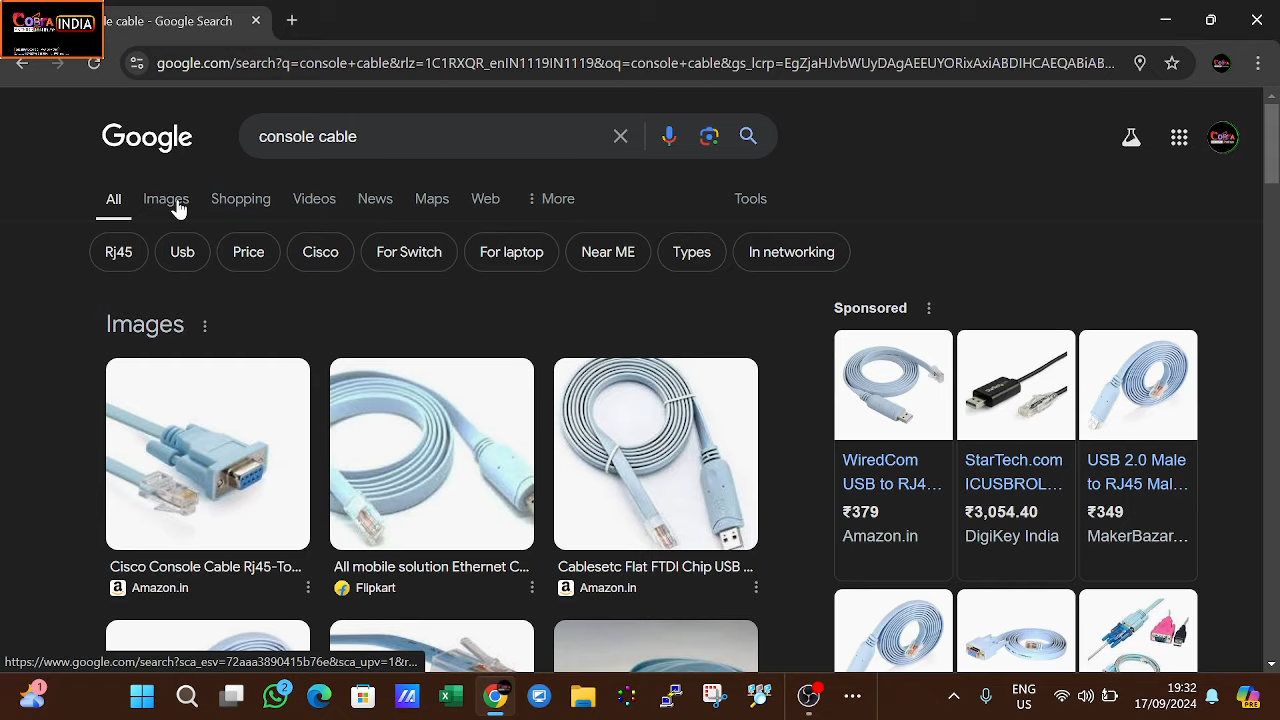 COBRA INDIA
le cable - Google Search
google.com/search?q=console+cable&rlz=1C1RXQR_enIN1119IN1119&oq=console+cable&gs_lcrp=EgZjaHJvbWUyDAgAEEUYORixAxiABDIHCAEQABiAB...
Google
console cable
All Images Shopping Videos News Maps Web More Tools
Rj45 Usb Price Cisco For Switch For laptop Near ME Types In networking
Images
Cisco Console Cable Rj45-To...
Amazon.in
All mobile solution Ethernet C...
Flipkart
Cablesetc Flat FTDI Chip USB ...
Amazon.in
Sponsored
WiredCom
USB to RJ4...
₹379
Amazon.in
StarTech.com
ICUSBROL...
₹3,054.40
DigiKey India
USB 2.0 Male
to RJ45 Mal...
₹349
MakerBazar...
https://www.google.com/search?sca_esv=72aaa3890415b76e&sca_upv=1&r...
1
2
ENG
US
19:32
17/09/2024
PRE